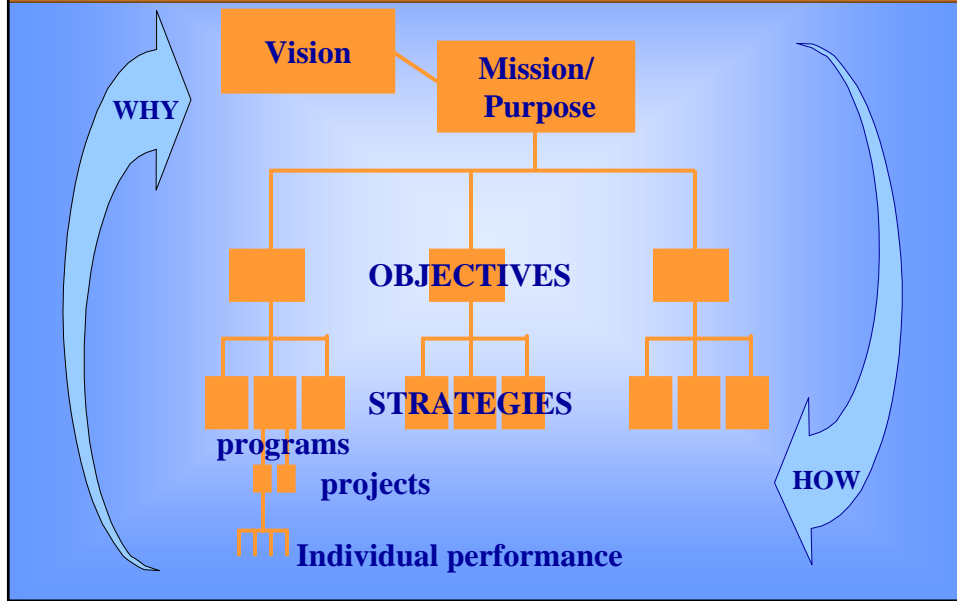 Vision
Mission/
Purpose
WHY
OBJECTIVES
STRATEGIES
programs
projects
HOW
Individual performance